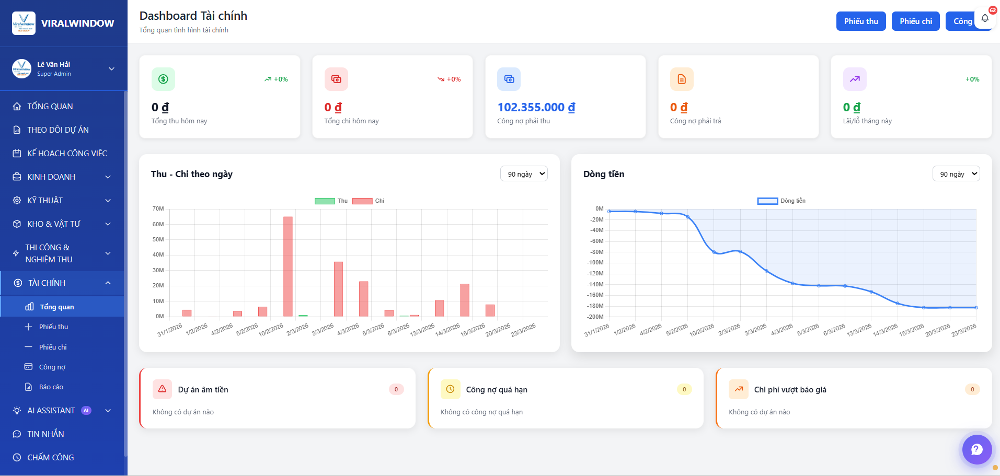 VIRALWINDOW
Lê Văn Hải
Super Admin
TỔNG QUAN
THEO DÕI DỰ ÁN
KẾ HOẠCH CÔNG VIỆC
KINH DOANH
KỸ THUẬT
KHO & VẬT TƯ
THI CÔNG &
NGHIỆM THU
TÀI CHÍNH
Tổng quan
Phiếu thu
Phiếu chi
Công nợ
Báo cáo
AI ASSISTANT AI
TIN NHẮN
CHẤM CÔNG
Dashboard Tài chính
Tổng quan tình hình tài chính
Phiếu thu
Phiếu chi
Công
62
+0%
0 ₫
Tổng thu hôm nay
+0%
0 ₫
Tổng chi hôm nay
102.355.000 ₫
Công nợ phải thu
0 ₫
Công nợ phải trả
+0%
0 ₫
Lãi/lỗ tháng này
Thu - Chi theo ngày
90 ngày
Thu
Chi
70M
60M
50M
40M
30M
20M
10M
0M
31/1/2026
1/2/2026
4/2/2026
5/2/2026
10/2/2026
2/3/2026
3/3/2026
4/3/2026
5/3/2026
6/3/2026
13/3/2026
14/3/2026
15/3/2026
20/3/2026
23/3/2026
Dòng tiền
90 ngày
Dòng tiền
0M
-20M
-40M
-60M
-80M
-100M
-120M
-140M
-160M
-180M
-200M
31/1/2026
1/2/2026
4/2/2026
5/2/2026
10/2/2026
2/3/2026
3/3/2026
4/3/2026
5/3/2026
6/3/2026
13/3/2026
14/3/2026
15/3/2026
20/3/2026
23/3/2026
Dự án âm tiền
0
Không có dự án nào
Công nợ quá hạn
0
Không có công nợ quá hạn
Chi phí vượt báo giá
0
Không có dự án nào